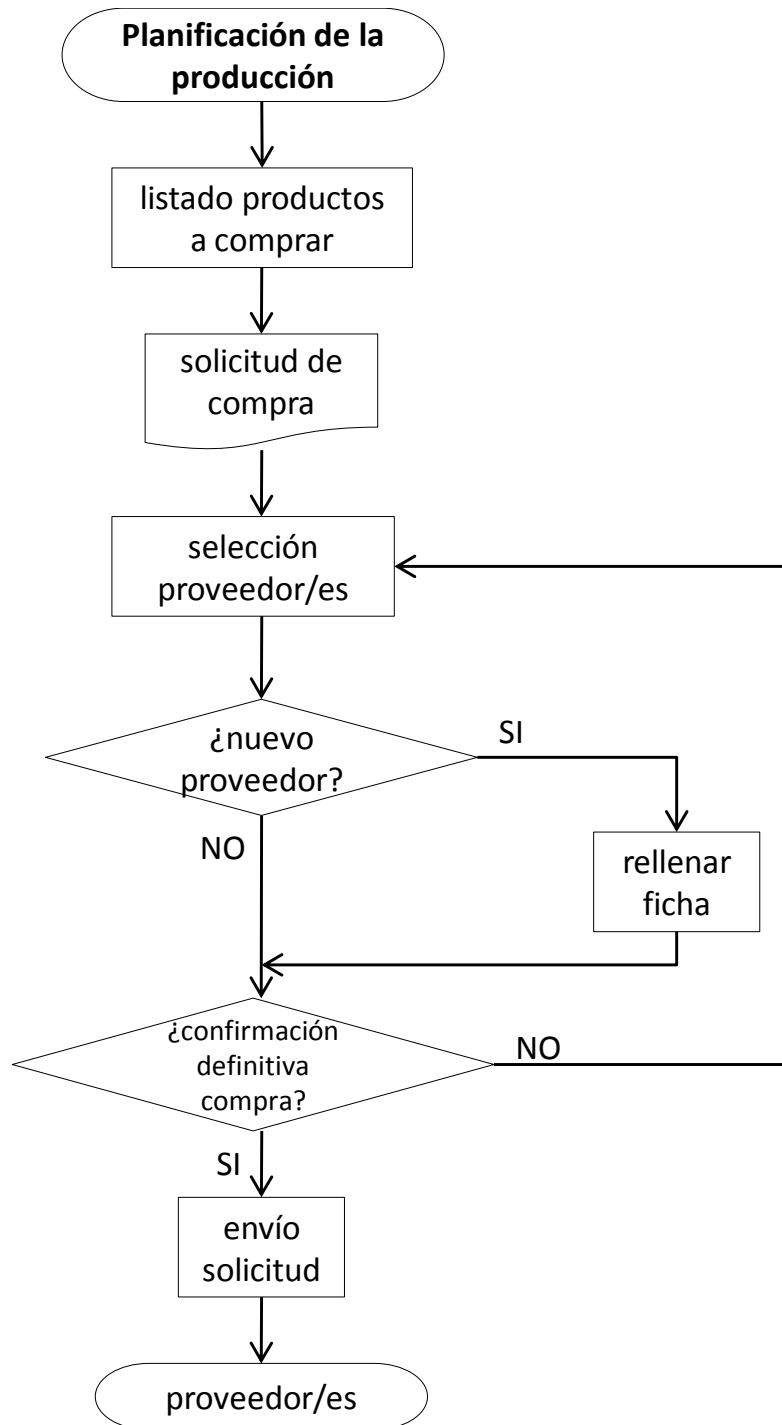 Planificación de la
producción
listado productos
a comprar
solicitud de
compra
selección
proveedor/es
¿nuevo
proveedor?
SI
NO
rellenar
ficha
¿confirmación
definitiva
compra?
NO
SI
envío
solicitud
proveedor/es